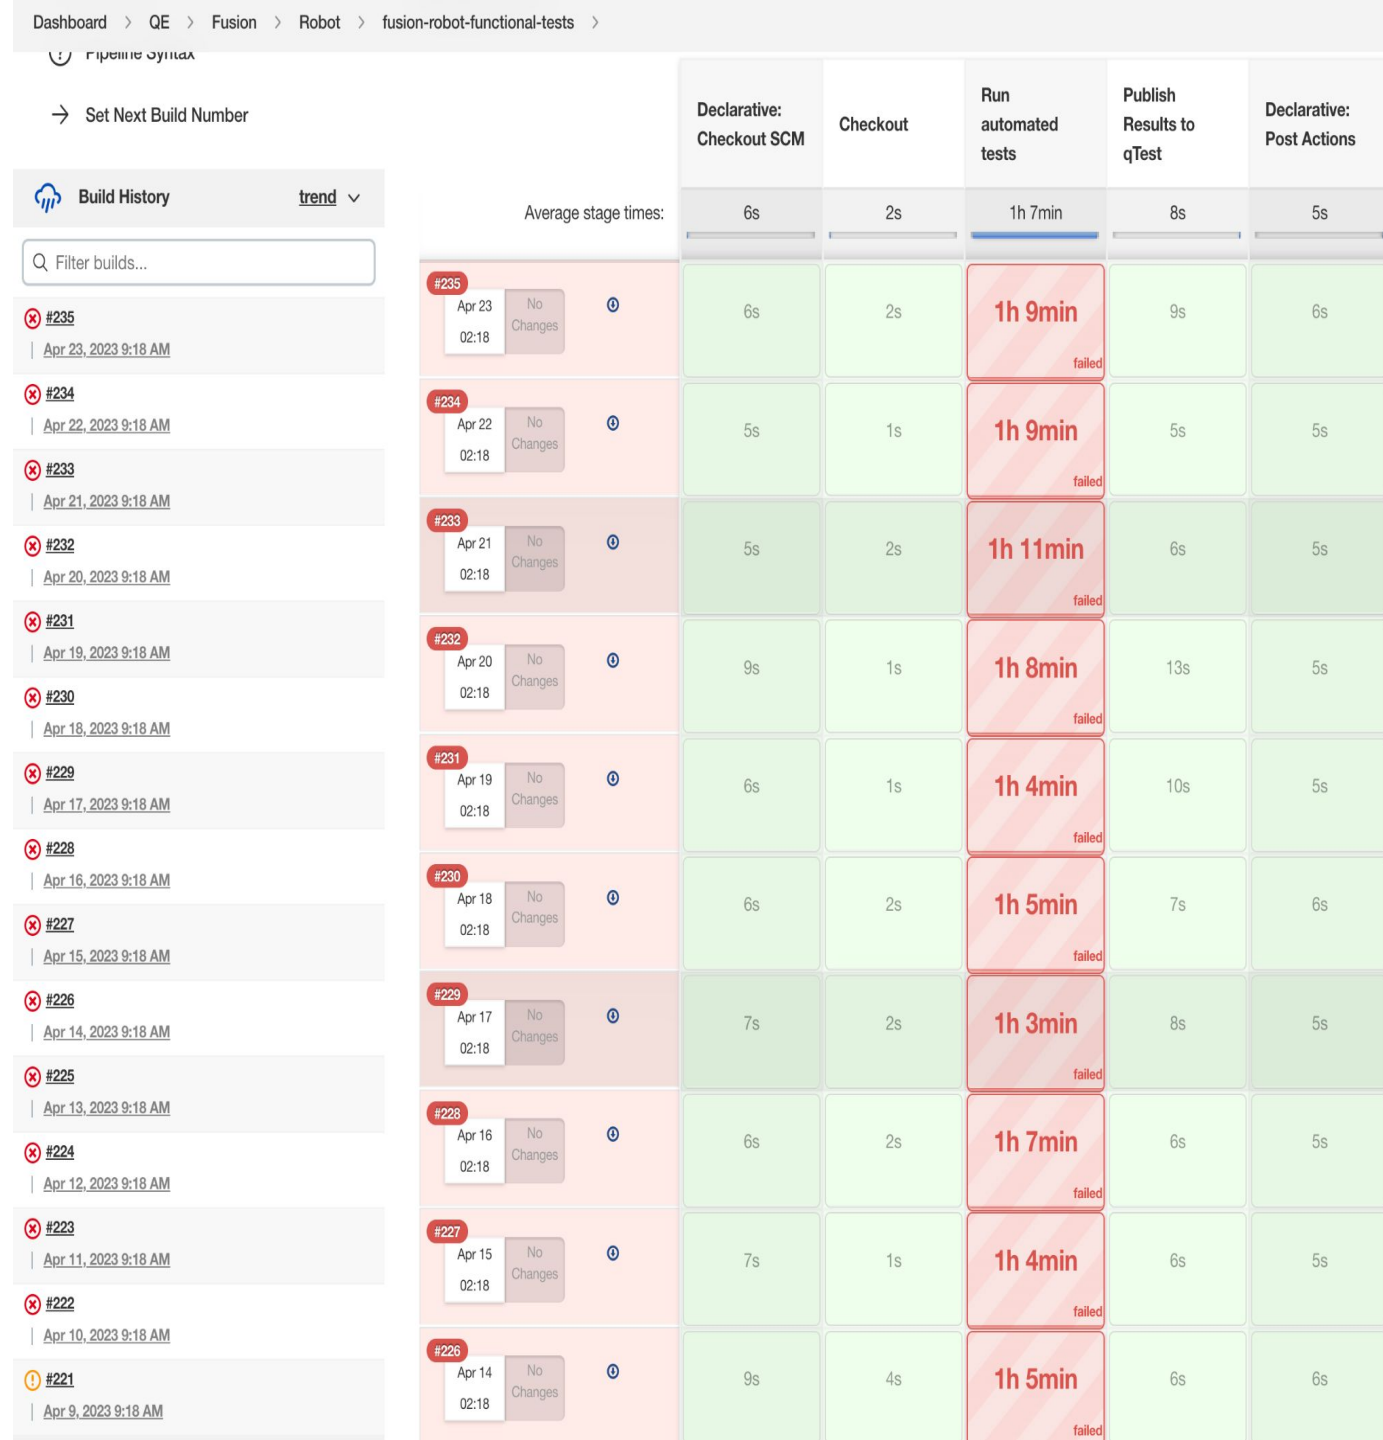 Dashboard > QE > Fusion > Robot > fusion-robot-functional-tests >
Pipeline Syntax
Set Next Build Number
Build History trend
Filter builds...
#235
Apr 23, 2023 9:18 AM
#234
Apr 22, 2023 9:18 AM
#233
Apr 21, 2023 9:18 AM
#232
Apr 20, 2023 9:18 AM
#231
Apr 19, 2023 9:18 AM
#230
Apr 18, 2023 9:18 AM
#229
Apr 17, 2023 9:18 AM
#228
Apr 16, 2023 9:18 AM
#227
Apr 15, 2023 9:18 AM
#226
Apr 14, 2023 9:18 AM
#225
Apr 13, 2023 9:18 AM
#224
Apr 12, 2023 9:18 AM
#223
Apr 11, 2023 9:18 AM
#222
Apr 10, 2023 9:18 AM
#221
Apr 9, 2023 9:18 AM
Declarative:
Checkout SCM
Checkout
Run
automated
tests
Publish
Results to
qTest
Declarative:
Post Actions
Average stage times: 6s 2s 1h 7min 8s 5s
#235
Apr 23
02:18
No
Changes
6s 2s 1h 9min 9s 6s
failed
#234
Apr 22
02:18
No
Changes
5s 1s 1h 9min 5s 5s
failed
#233
Apr 21
02:18
No
Changes
5s 2s 1h 11min 6s 5s
failed
#232
Apr 20
02:18
No
Changes
9s 1s 1h 8min 13s 5s
failed
#231
Apr 19
02:18
No
Changes
6s 1s 1h 4min 10s 5s
failed
#230
Apr 18
02:18
No
Changes
6s 2s 1h 5min 7s 6s
failed
#229
Apr 17
02:18
No
Changes
7s 2s 1h 3min 8s 5s
failed
#228
Apr 16
02:18
No
Changes
6s 2s 1h 7min 6s 5s
failed
#227
Apr 15
02:18
No
Changes
7s 1s 1h 4min 6s 5s
failed
#226
Apr 14
02:18
No
Changes
9s 4s 1h 5min 6s 6s
failed